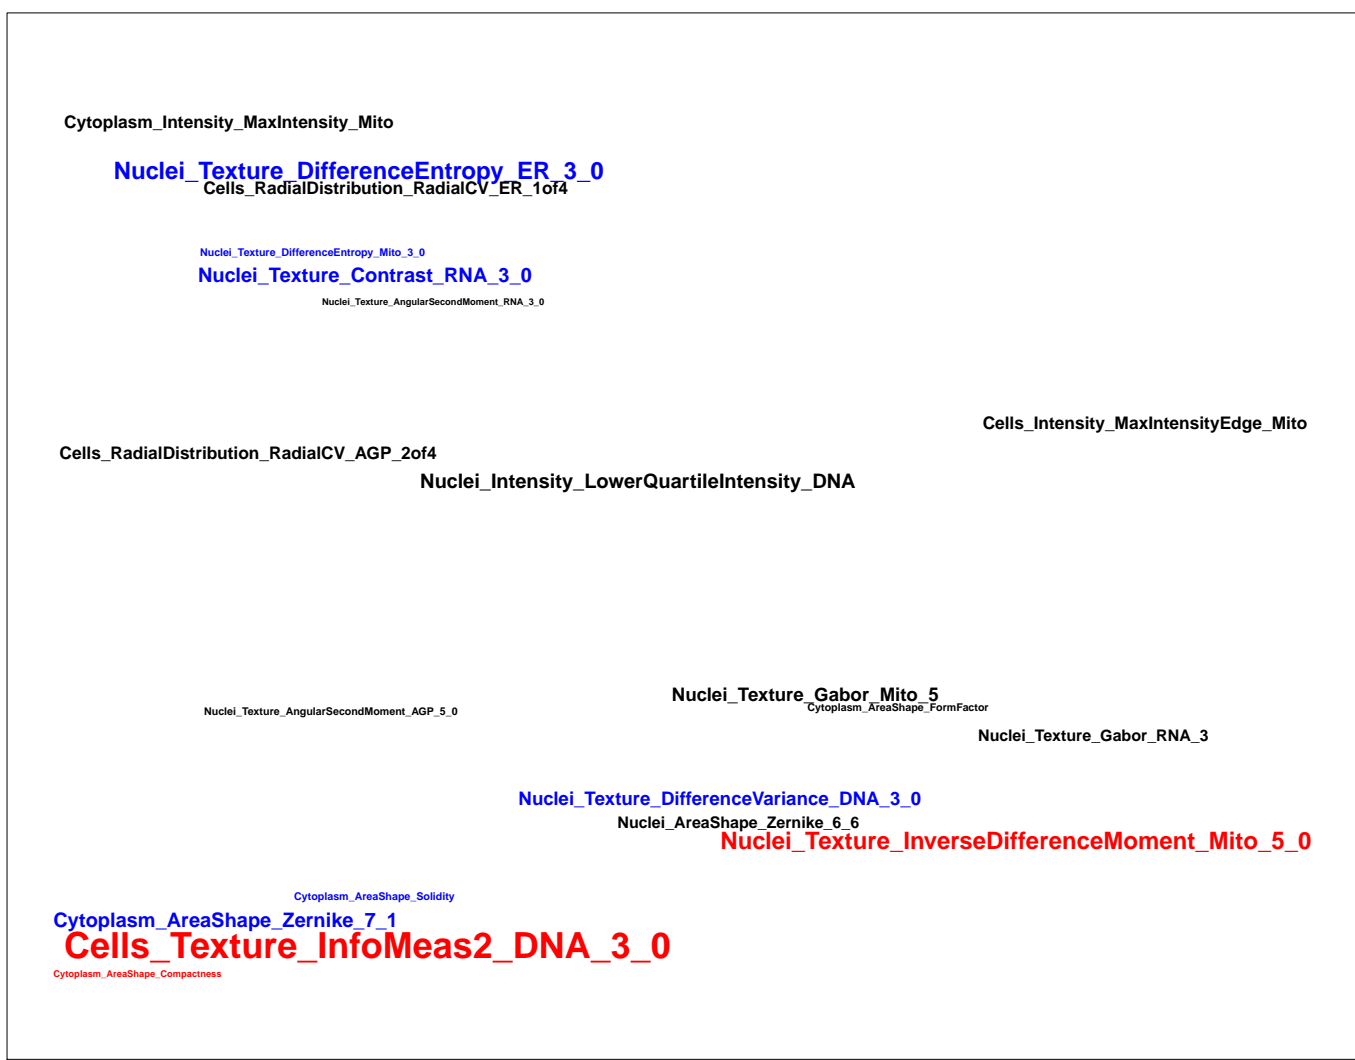 Cytoplasm_Intensity_MaxIntensity_Mito
Nuclei_Texture_DifferenceEntropy_ER_3_0
Cells_RadialDistribution_RadialCV_ER_1of4
Nuclei_Texture_DifferenceEntropy_Mito_3_0
Nuclei_Texture_Contrast_RNA_3_0
Nuclei_Texture_AngularSecondMoment_RNA_3_0
Cells_Intensity_MaxIntensityEdge_Mito
Cells_RadialDistribution_RadialCV_AGP_2of4
Nuclei_Intensity_LowerQuartileIntensity_DNA
Nuclei_Texture_Gabor_Mito_5
Cytoplasm_AreaShape_FormFactor
Nuclei_Texture_AngularSecondMoment_AGP_5_0
Nuclei_Texture_Gabor_RNA_3
Nuclei_Texture_DifferenceVariance_DNA_3_0
Nuclei_AreaShape_Zernike_6_6
Nuclei_Texture_InverseDifferenceMoment_Mito_5_0
Cytoplasm_AreaShape_Solidity
Cytoplasm_AreaShape_Zernike_7_1
Cells_Texture_InfoMeas2_DNA_3_0
Cytoplasm_AreaShape_Compactness